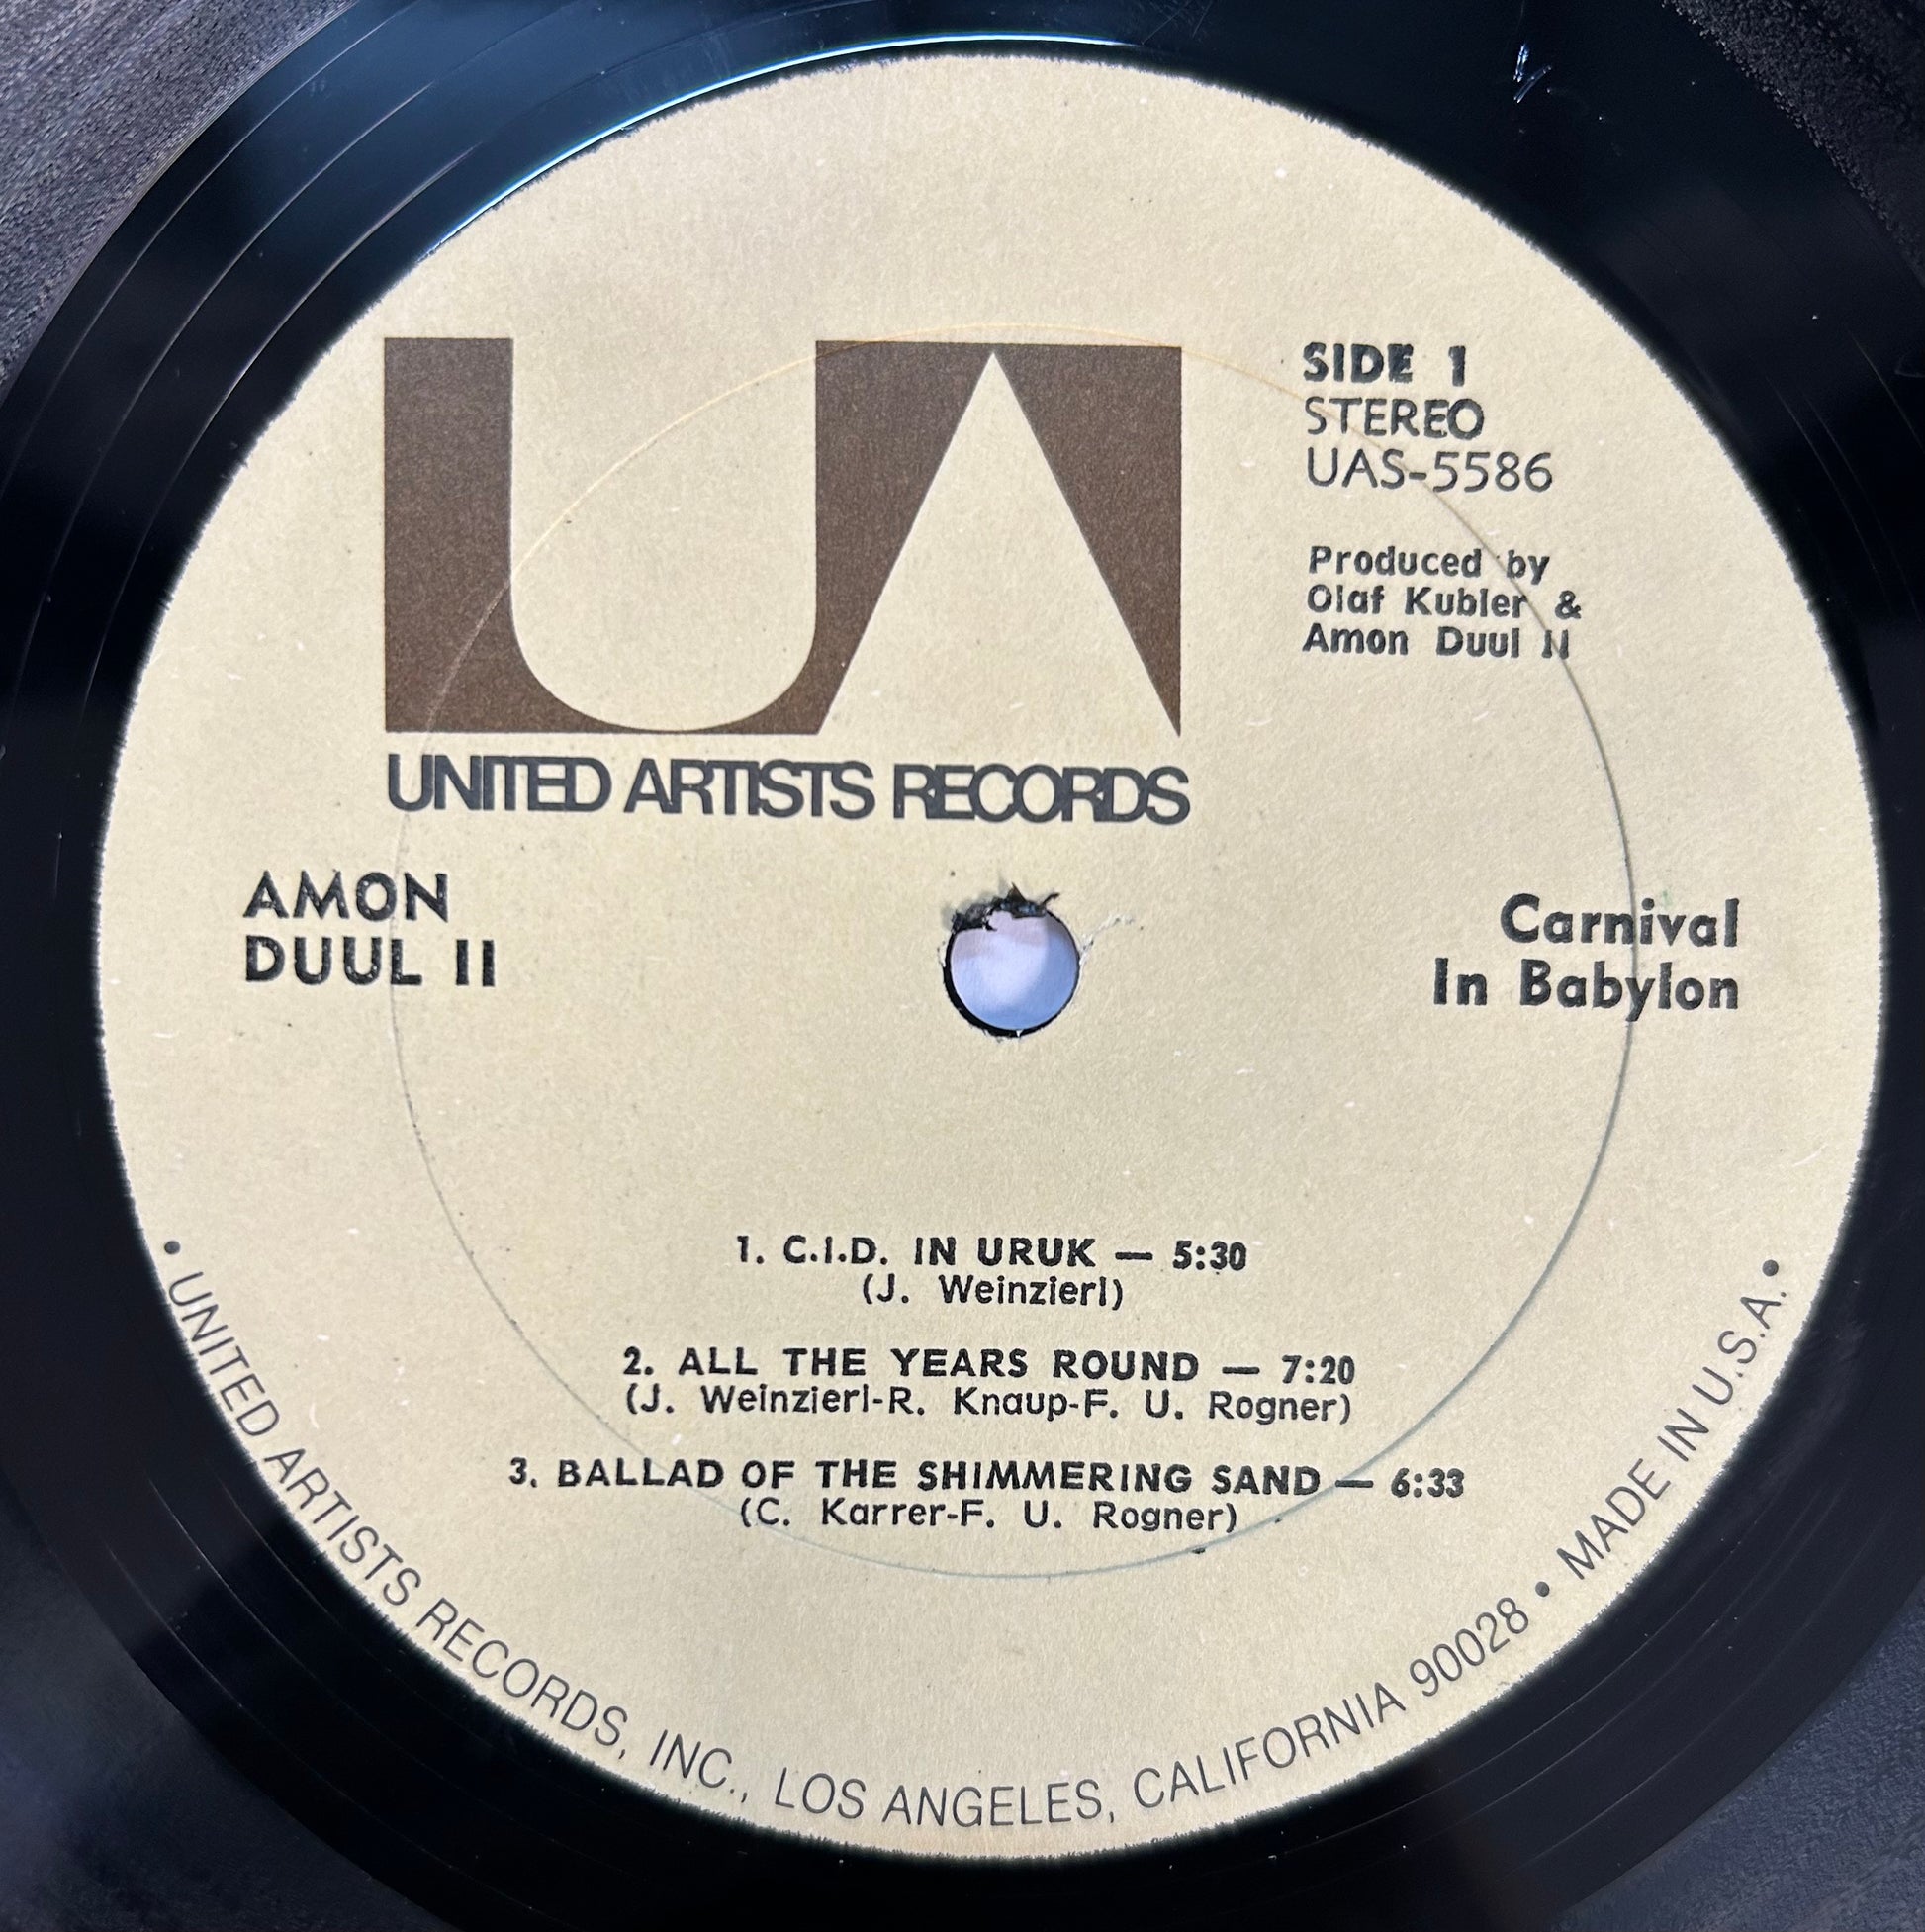 UA
UNITED ARTISTS RECORDS
SIDE 1
STEREO
UAS-5586
Produced by
Olaf Kubler &
Amon Duul II
AMON
DUUL II
Carnival
In Babylon
1. C.I.D. IN URUK — 5:30
(J. Weinzierl)
2. ALL THE YEARS ROUND — 7:20
(J. Weinzierl-R. Knaup-F. U. Rogner)
3. BALLAD OF THE SHIMMERING SAND — 6:33
(C. Karrer-F. U. Rogner)
• UNITED ARTISTS RECORDS, INC., LOS ANGELES, CALIFORNIA 90028 • MADE IN U.S.A. •